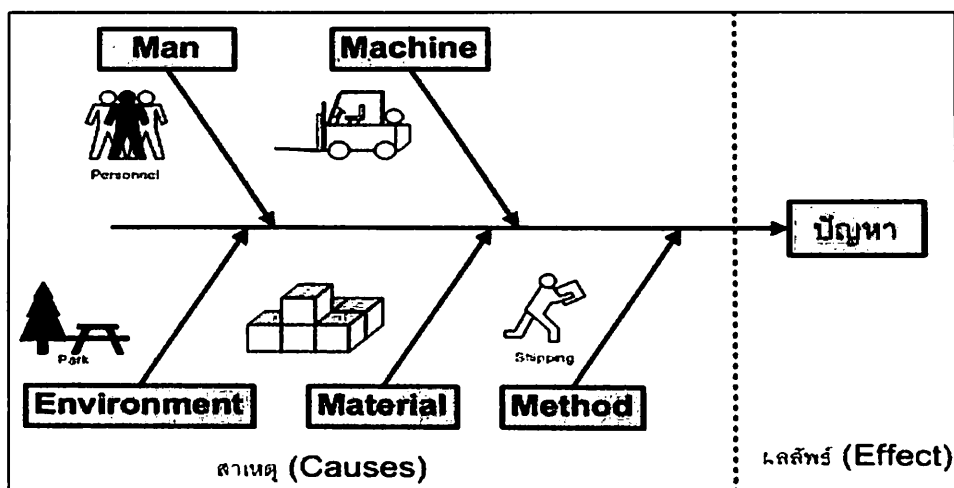 Man
Machine
Personnel
ปัญหา
Park
Shipping
Environment
Material
Method
สาเหตุ (Causes)
ผลลัพธ์ (Effect)